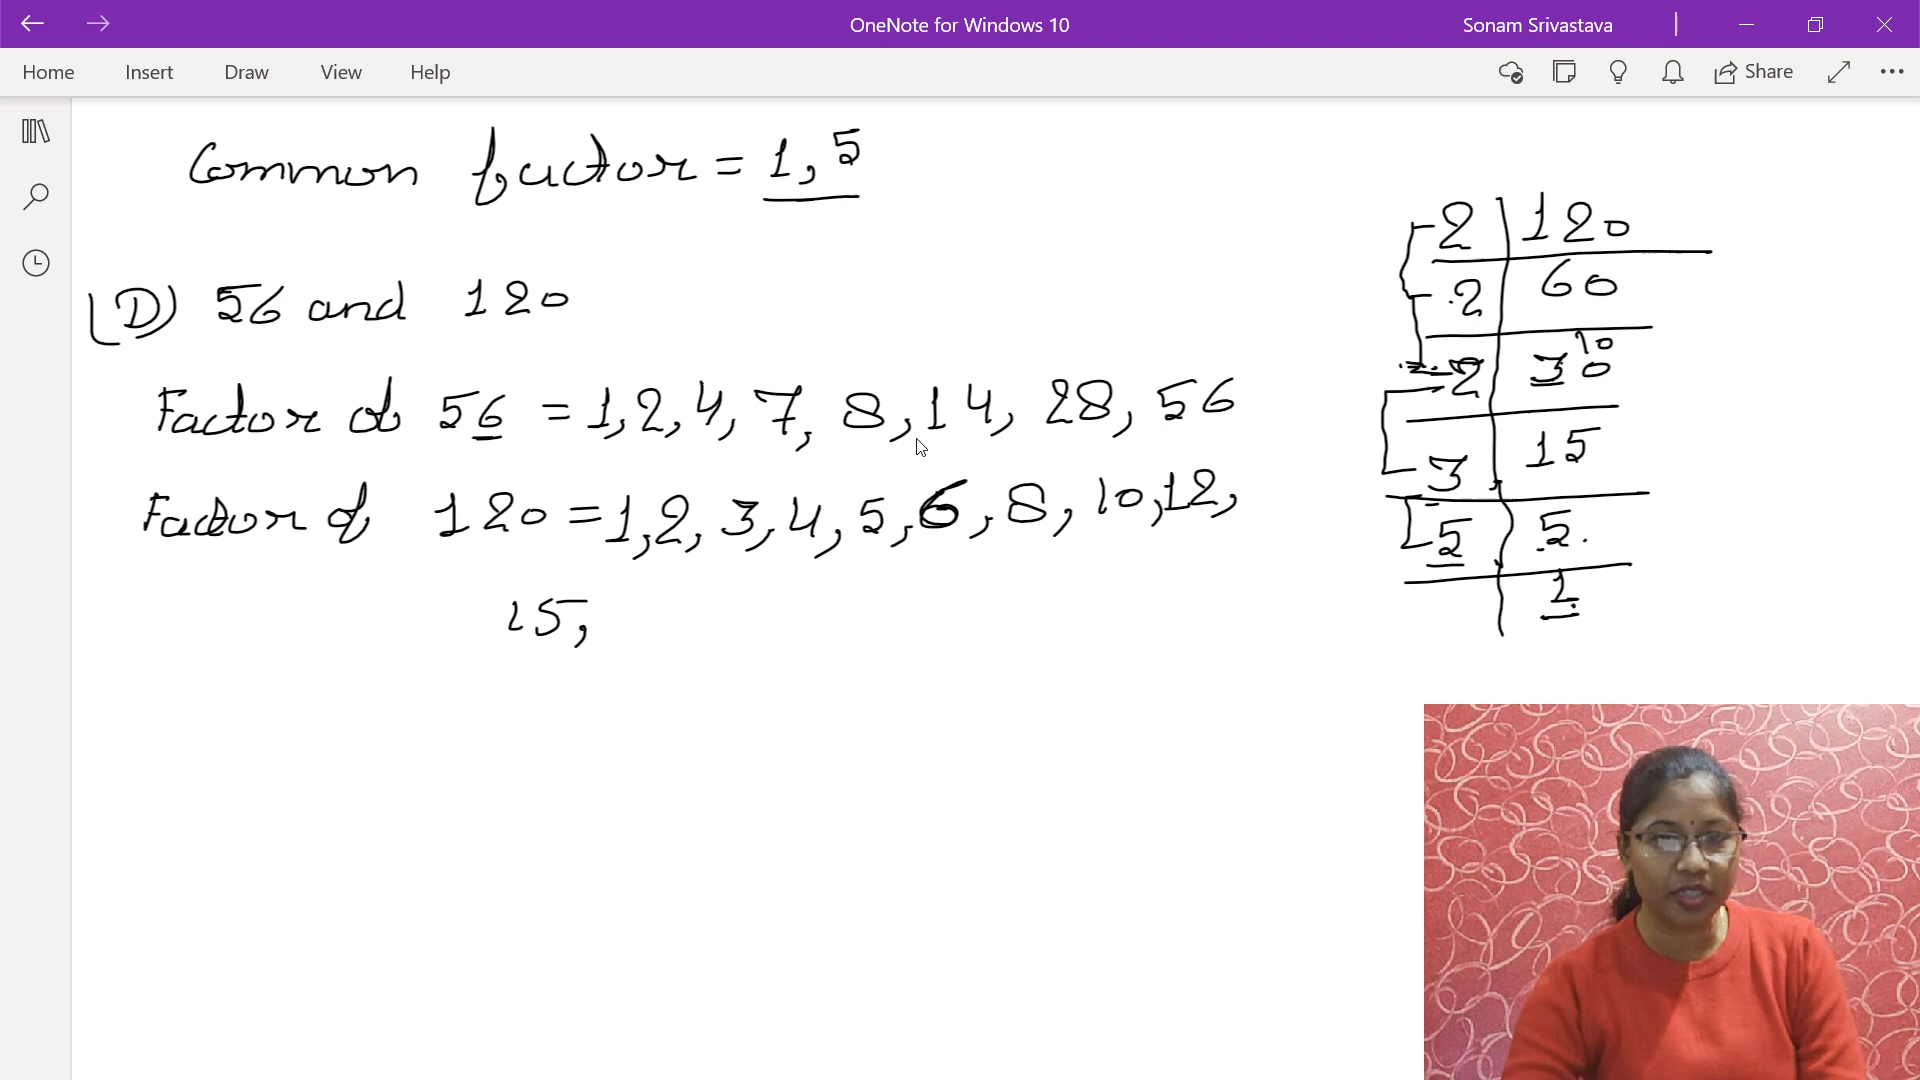 OneNote for Windows 10
Sonam Srivastava
Home Insert Draw View Help
Share
Common factor = 1, 5
(D) 56 and 120
Factor of 56 = 1, 2, 4, 7, 8, 14, 28, 56
Factor of 120 = 1, 2, 3, 4, 5, 6, 8, 10, 12,
15,
2 120
2 60
10
2 30
3 15
5 5
1